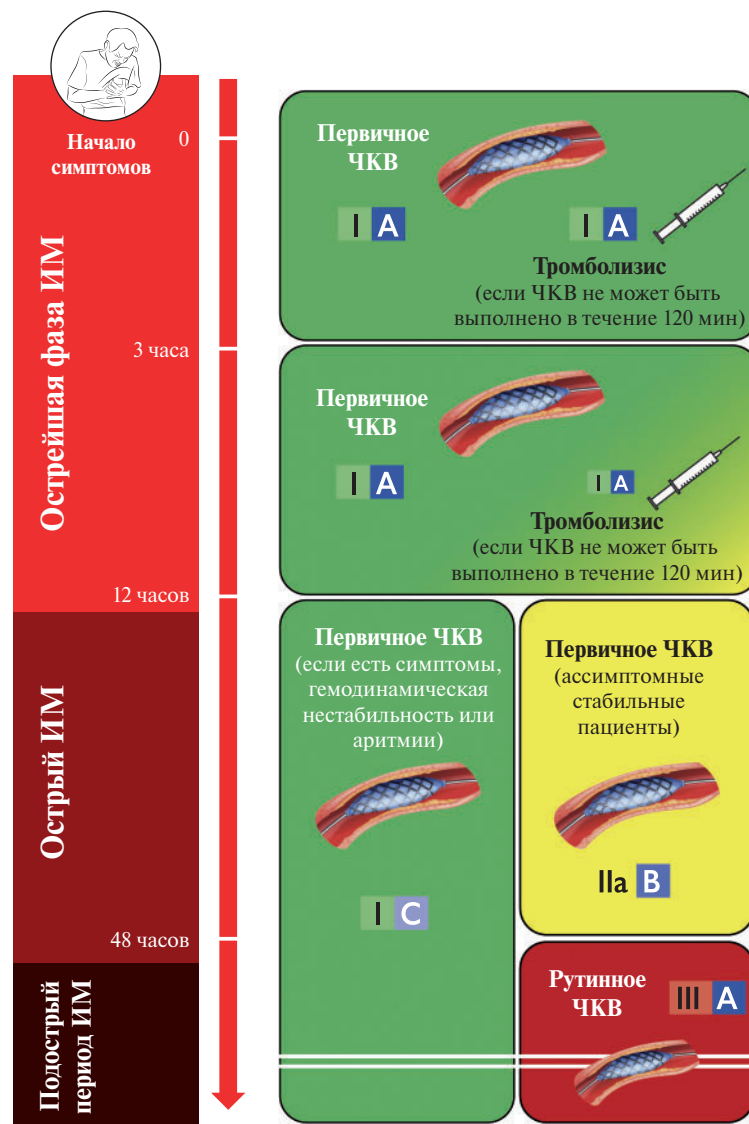 Начало
симптомов
0
Острейшая фаза ИМ
3 часа
12 часов
Острый ИМ
48 часов
Подострый
период ИМ
Первичное
ЧКВ
I A
I A
Тромболизис
(если ЧКВ не может быть
выполнено в течение 120 мин)
Первичное
ЧКВ
I A
I A
Тромболизис
(если ЧКВ не может быть
выполнено в течение 120 мин)
Первичное ЧКВ
(если есть симптомы,
гемодинамическая
нестабильность или
аритмии)
I C
Первичное ЧКВ
(ассимптомные
стабильные
пациенты)
IIa B
Рутинное
ЧКВ
III A